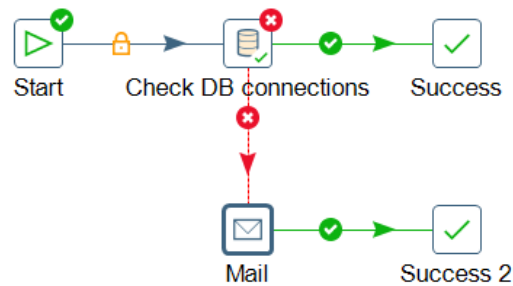 Start
Check DB connections
Success
Mail
Success 2